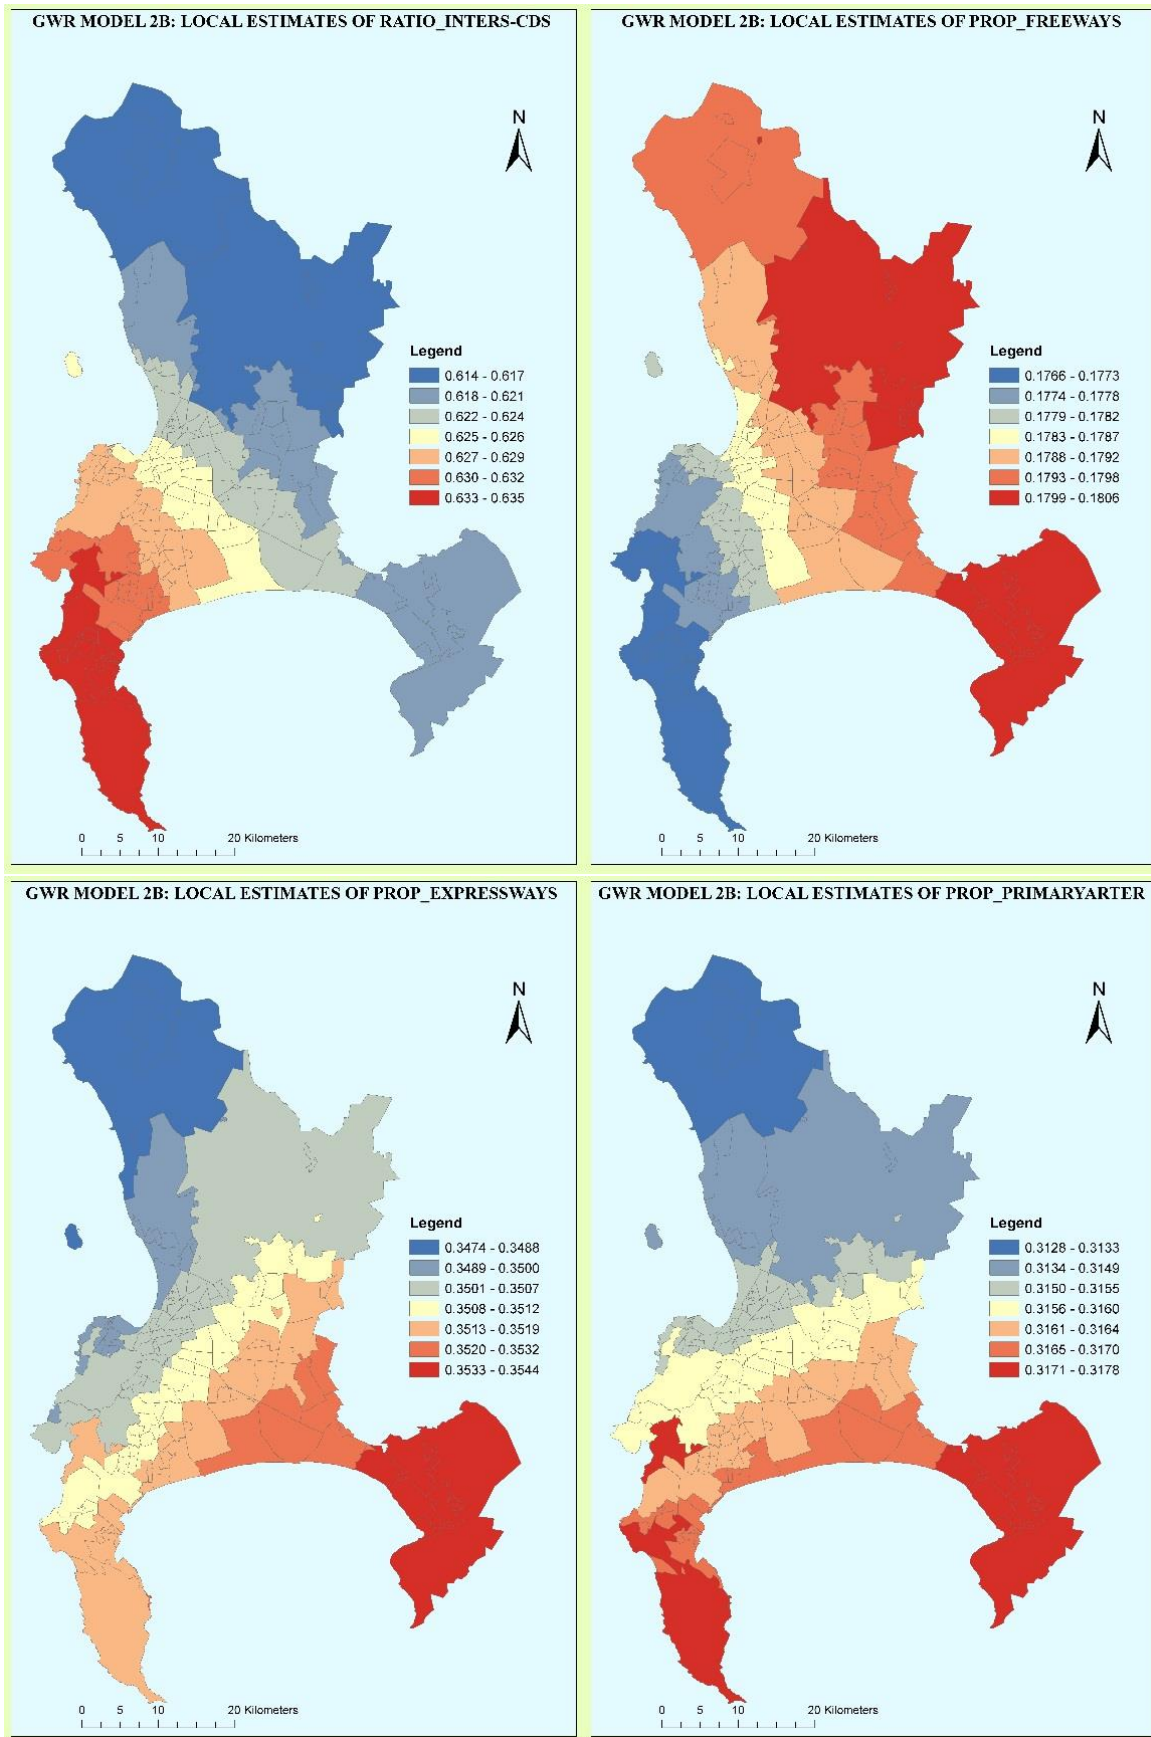 GWR MODEL 2B: LOCAL ESTIMATES OF RATIO_INTERS-CDS
N
Legend
0.614 - 0.617
0.618 - 0.621
0.622 - 0.624
0.625 - 0.626
0.627 - 0.629
0.630 - 0.632
0.633 - 0.635
0 5 10 20 Kilometers
GWR MODEL 2B: LOCAL ESTIMATES OF PROP_FREEWAYS
N
Legend
0.1766 - 0.1773
0.1774 - 0.1778
0.1779 - 0.1782
0.1783 - 0.1787
0.1788 - 0.1792
0.1793 - 0.1798
0.1799 - 0.1806
0 5 10 20 Kilometers
GWR MODEL 2B: LOCAL ESTIMATES OF PROP_EXPRESSWAYS
N
Legend
0.3474 - 0.3488
0.3489 - 0.3500
0.3501 - 0.3507
0.3508 - 0.3512
0.3513 - 0.3519
0.3520 - 0.3532
0.3533 - 0.3544
0 5 10 20 Kilometers
GWR MODEL 2B: LOCAL ESTIMATES OF PROP_PRIMARYARTER
N
Legend
0.3128 - 0.3133
0.3134 - 0.3149
0.3150 - 0.3155
0.3156 - 0.3160
0.3161 - 0.3164
0.3165 - 0.3170
0.3171 - 0.3178
0 5 10 20 Kilometers